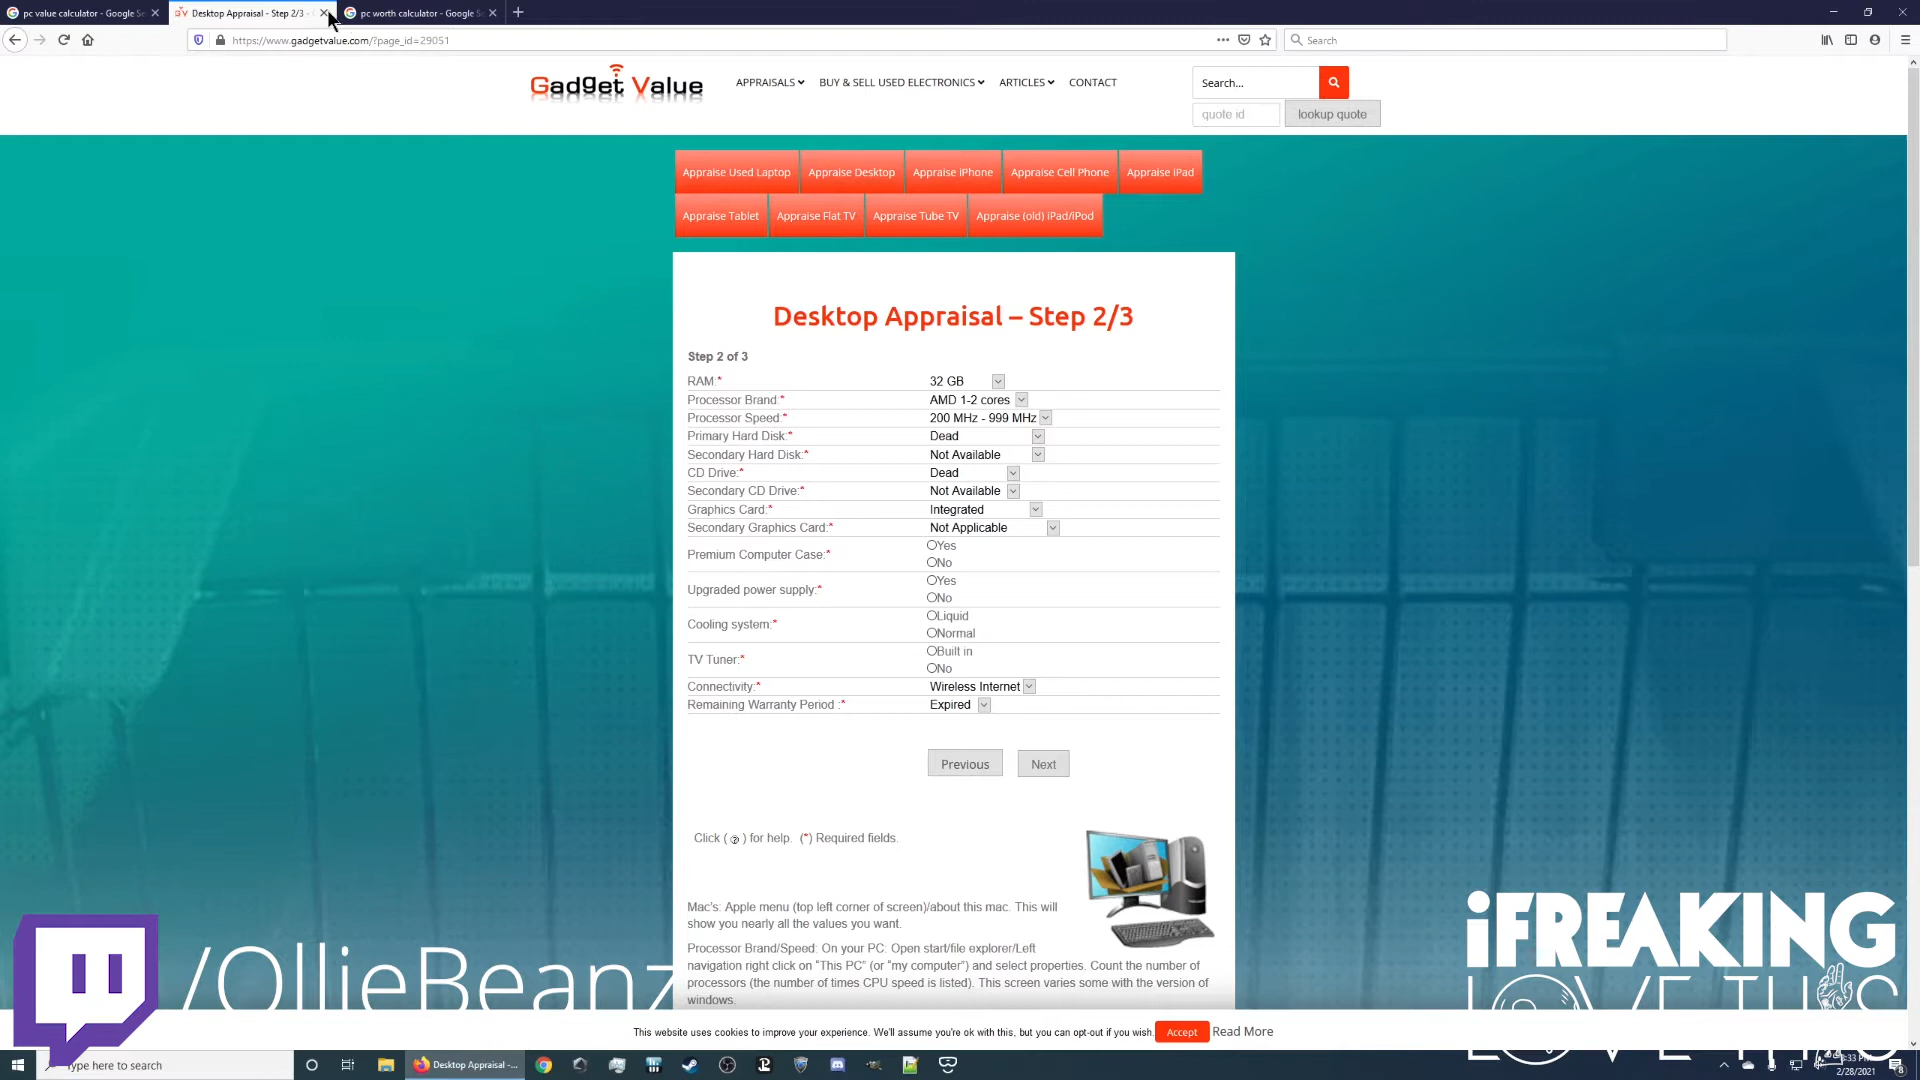 pc value calculator - Google Se
Desktop Appraisal - Step 2/3 -
pc worth calculator - Google Se
https://www.gadgetvalue.com/?page_id=29051
Search
Gadget Value
APPRAISALS
BUY & SELL USED ELECTRONICS
ARTICLES
CONTACT
Search...
quote id
lookup quote
Appraise Used Laptop
Appraise Desktop
Appraise iPhone
Appraise Cell Phone
Appraise iPad
Appraise Tablet
Appraise Flat TV
Appraise Tube TV
Appraise (old) iPad/iPod
Desktop Appraisal – Step 2/3
Step 2 of 3
RAM:* 32 GB
Processor Brand:* AMD 1-2 cores
Processor Speed:* 200 MHz - 999 MHz
Primary Hard Disk:* Dead
Secondary Hard Disk:* Not Available
CD Drive:* Dead
Secondary CD Drive:* Not Available
Graphics Card:* Integrated
Secondary Graphics Card:* Not Applicable
Yes
Premium Computer Case:*
No
Yes
Upgraded power supply:*
No
Liquid
Cooling system:*
Normal
Built in
TV Tuner:*
No
Connectivity:* Wireless Internet
Remaining Warranty Period :* Expired
Previous
Next
Click ( ? ) for help. (*) Required fields.
Mac's: Apple menu (top left corner of screen)/about this mac. This will
show you nearly all the values you want.
Processor Brand/Speed: On your PC: Open start/file explorer/Left
navigation right click on “This PC” (or “my computer”) and select properties. Count the number of
processors (the number of times CPU speed is listed). This screen varies some with the version of
windows.
/OllieBeanz
iFREAKING
LOVE THIS
This website uses cookies to improve your experience. We'll assume you're ok with this, but you can opt-out if you wish.
Accept
Read More
Type here to search
Desktop Appraisal -...
:33 PM
2/28/2021
8